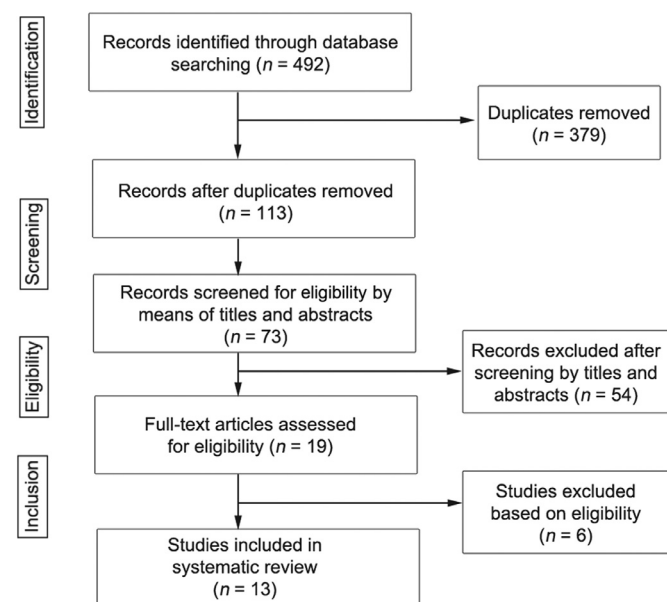 Identification
Records identified through database
searching (n = 492)
Duplicates removed
(n = 379)
Records after duplicates removed
(n = 113)
Screening
Records screened for eligibility by
means of titles and abstracts
(n = 73)
Eligibility
Records excluded after
screening by titles and
abstracts (n = 54)
Full-text articles assessed
for eligibility (n = 19)
Inclusion
Studies excluded
based on eligibility
(n = 6)
Studies included in
systematic review
(n = 13)